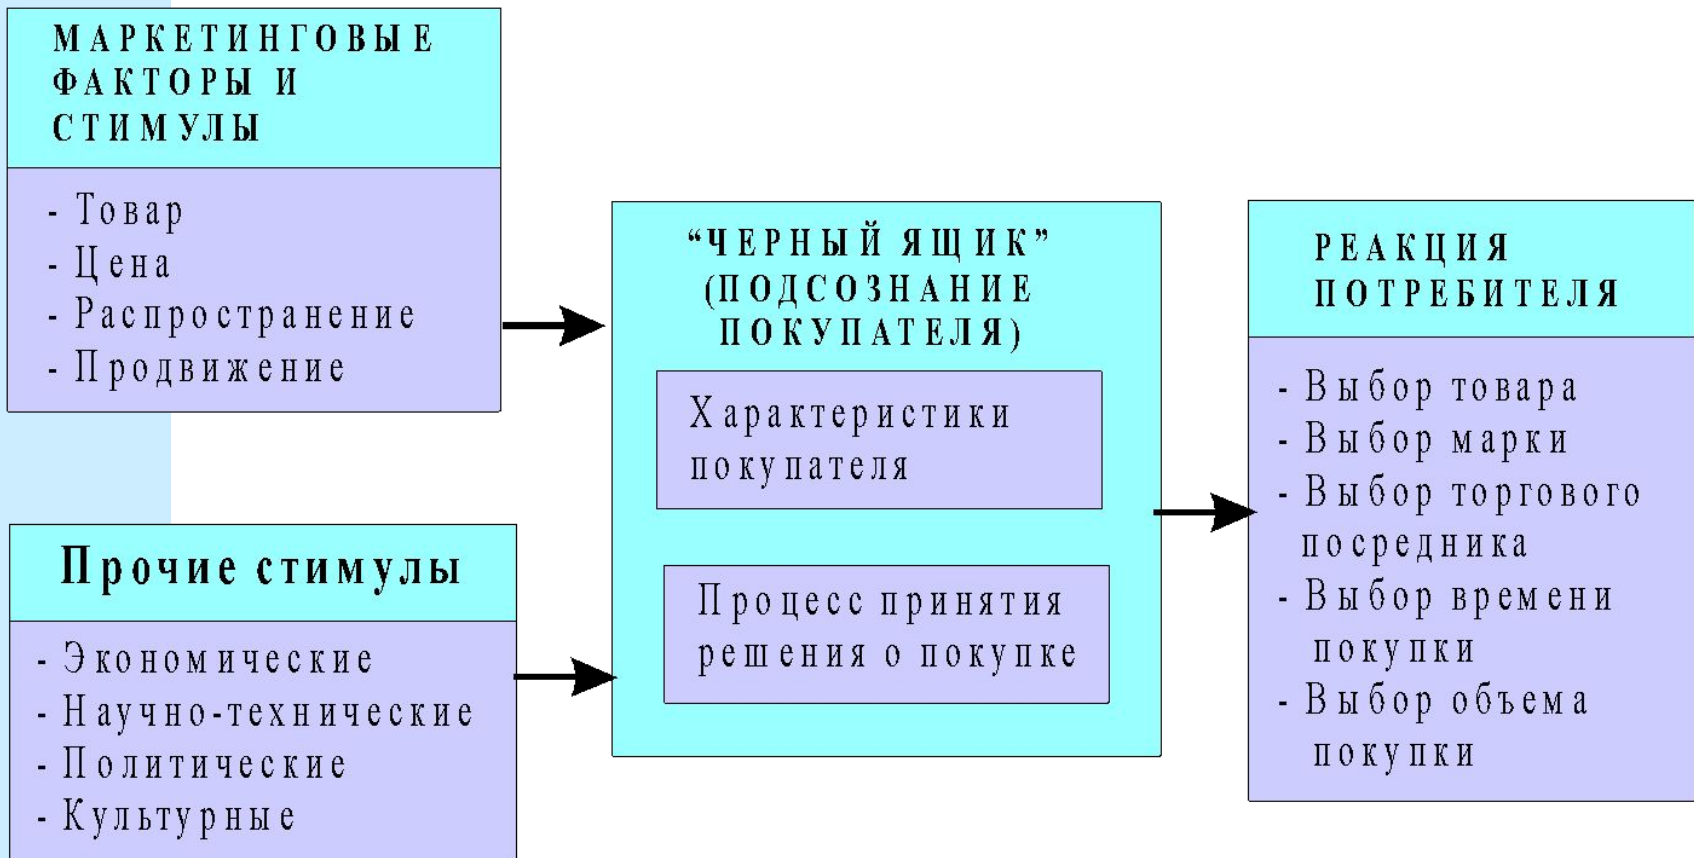 МАРКЕТИНГОВЫЕ
ФАКТОРЫ И
СТИМУЛЫ
- Товар
- Цена
- Распространение
- Продвижение
Прочие стимулы
- Экономические
- Научно-технические
- Политические
- Культурные
“ЧЕРНЫЙ ЯЩИК”
(ПОДСОЗНАНИЕ
ПОКУПАТЕЛЯ)
Характеристики
покупателя
Процесс принятия
решения о покупке
РЕАКЦИЯ
ПОТРЕБИТЕЛЯ
- Выбор товара
- Выбор марки
- Выбор торгового
посредника
- Выбор времени
покупки
- Выбор объема
покупки